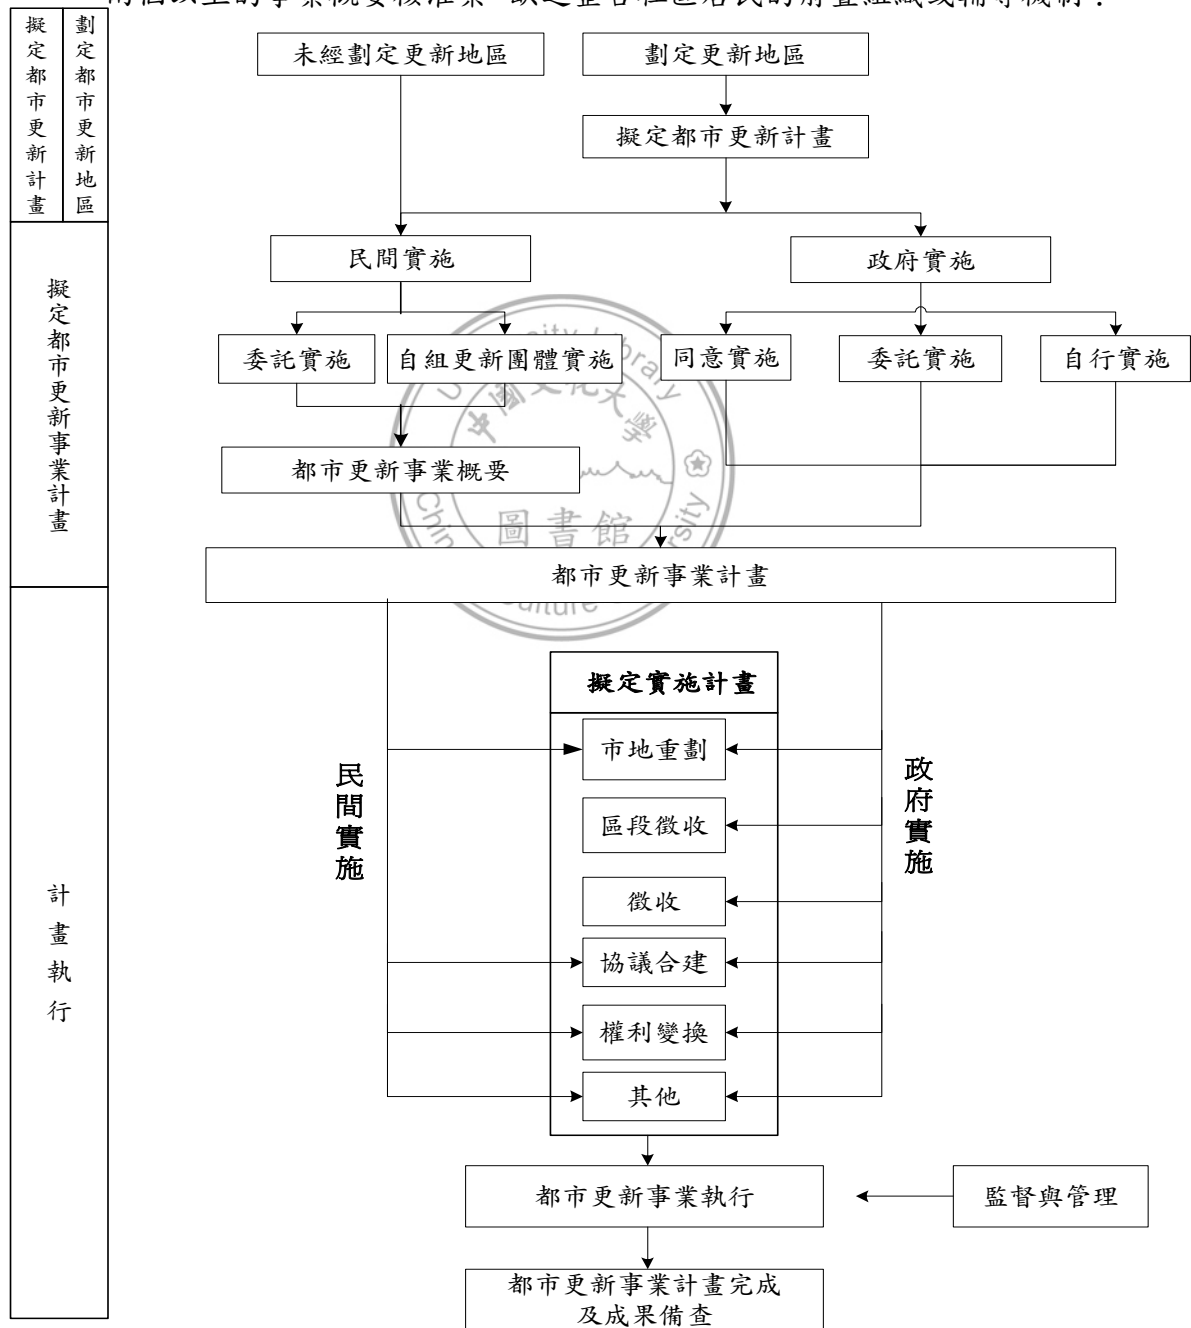 劃定都市更新地區
擬定都市更新計畫
擬定都市更新事業計畫
計畫執行
未經劃定更新地區
劃定更新地區
擬定都市更新計畫
民間實施
政府實施
委託實施
自組更新團體實施
同意實施
委託實施
自行實施
都市更新事業概要
都市更新事業計畫
擬定實施計畫
市地重劃
區段徵收
徵收
協議合建
權利變換
其他
民間實施
政府實施
都市更新事業執行
監督與管理
都市更新事業計畫完成
及成果備查
圖書館